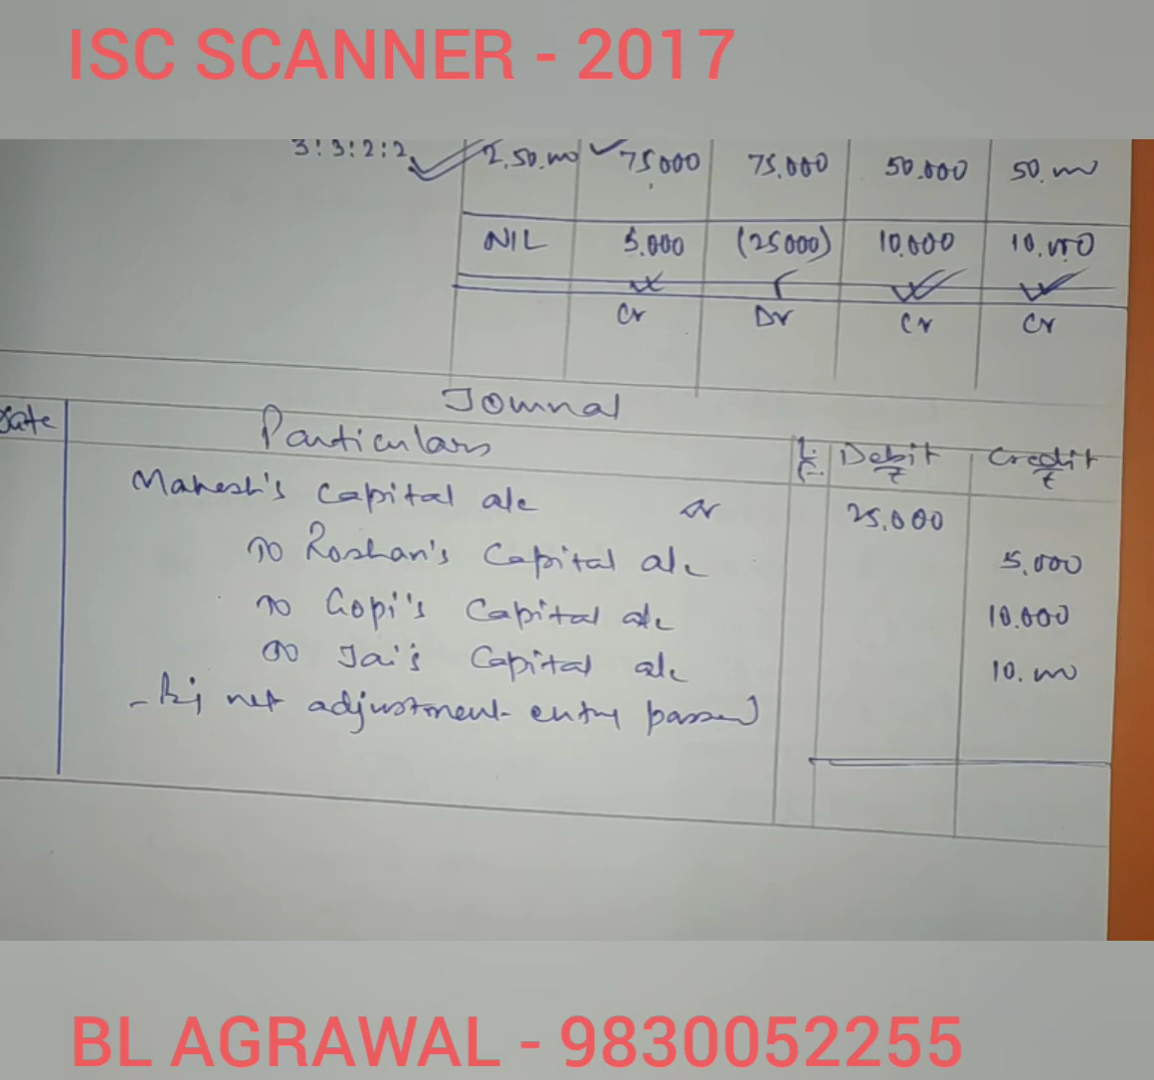 ISC SCANNER - 2017
3:3:2:2 2,50,000 75,000 75,000 50,000 50,000
NIL 5,000 (25000) 10,000 10,000
Cr Dr Cr Cr
Journal
Date Particulars L.F. Debit ₹ Credit ₹
Mahesh's Capital a/c Dr 25,000
To Roshan's Capital a/c 5,000
To Gopi's Capital a/c 10,000
To Jai's Capital a/c 10,000
- Being net adjustment entry passed
BL AGRAWAL - 9830052255